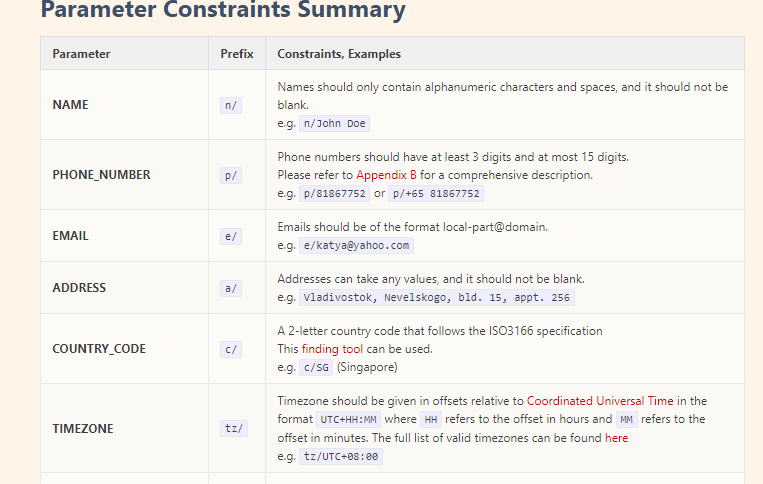 Parameter Constraints Summary
Parameter Prefix Constraints, Examples
NAME n/ Names should only contain alphanumeric characters and spaces, and it should not be
blank.
e.g. n/John Doe
PHONE_NUMBER p/ Phone numbers should have at least 3 digits and at most 15 digits.
Please refer to Appendix B for a comprehensive description.
e.g. p/81867752 or p/+65 81867752
EMAIL e/ Emails should be of the format local-part@domain.
e.g. e/katya@yahoo.com
ADDRESS a/ Addresses can take any values, and it should not be blank.
e.g. Vladivostok, Nevelskogo, bld. 15, appt. 256
COUNTRY_CODE c/ A 2-letter country code that follows the ISO3166 specification
This finding tool can be used.
e.g. c/SG (Singapore)
TIMEZONE tz/ Timezone should be given in offsets relative to Coordinated Universal Time in the
format UTC+HH:MM where HH refers to the offset in hours and MM refers to the
offset in minutes. The full list of valid timezones can be found here
e.g. tz/UTC+08:00